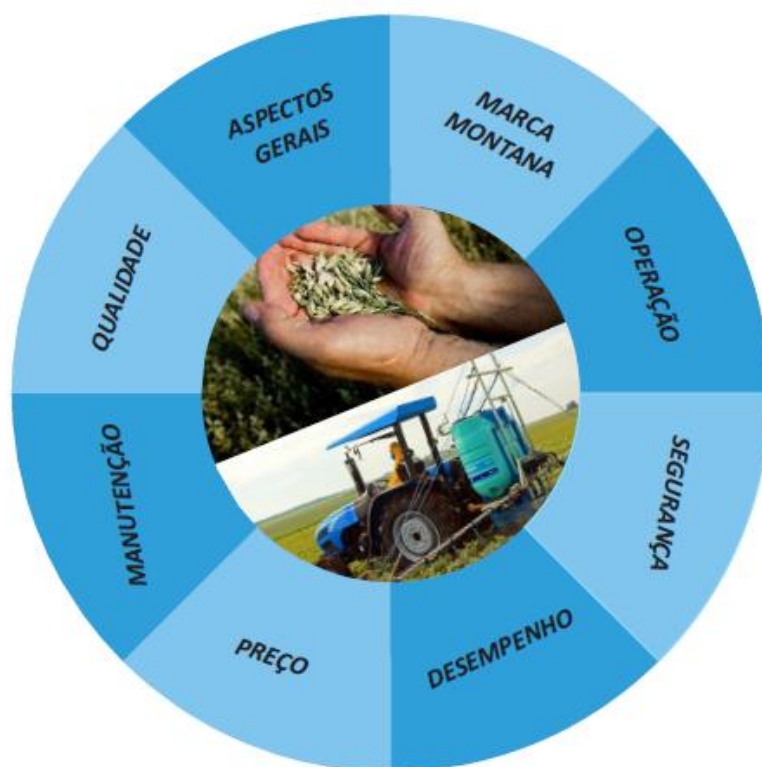 ASPECTOS
GERAIS
MARCA
MONTANA
OPERAÇÃO
SEGURANÇA
DESEMPENHO
PREÇO
MANUTENÇÃO
QUALIDADE